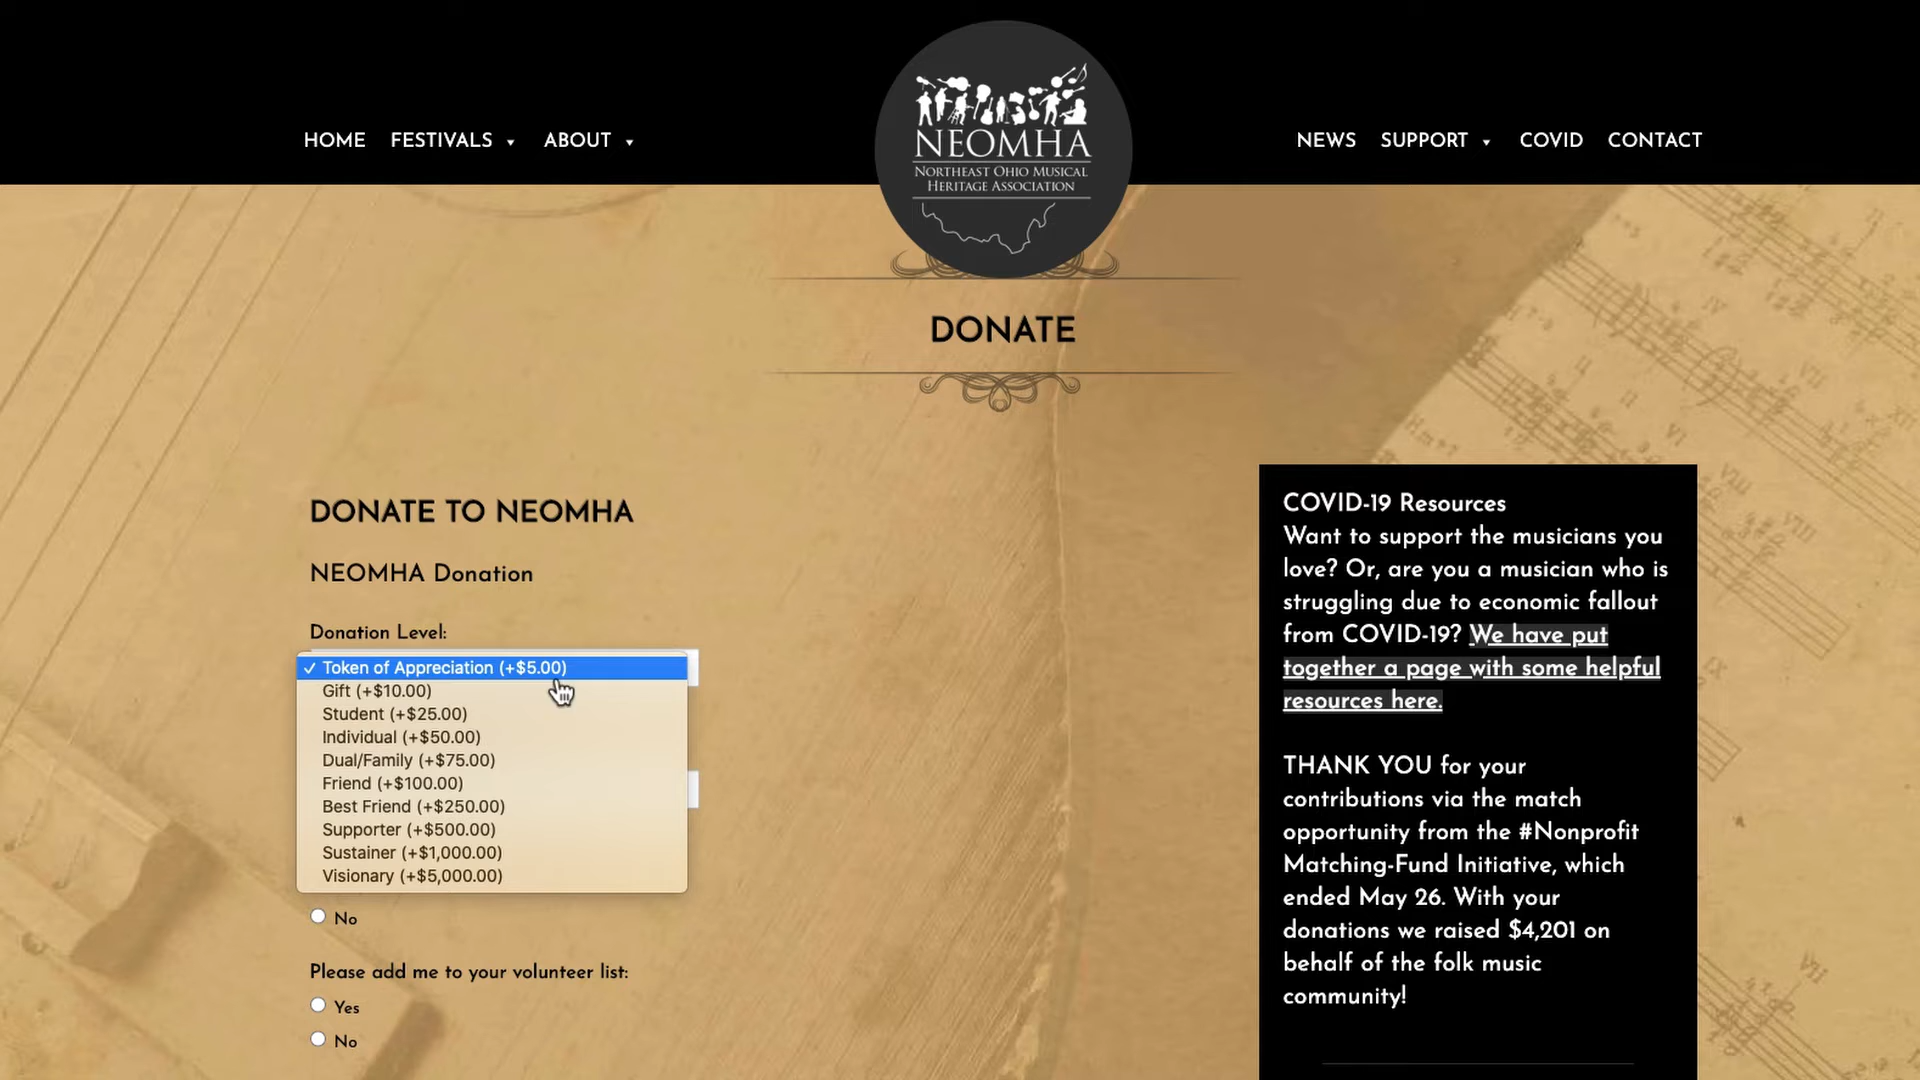 HOME FESTIVALS ABOUT
NEOMHA
NORTHEAST OHIO MUSICAL
HERITAGE ASSOCIATION
NEWS SUPPORT COVID CONTACT
DONATE
DONATE TO NEOMHA
NEOMHA Donation
Donation Level:
✓ Token of Appreciation (+$5.00)
Gift (+$10.00)
Student (+$25.00)
Individual (+$50.00)
Dual/Family (+$75.00)
Friend (+$100.00)
Best Friend (+$250.00)
Supporter (+$500.00)
Sustainer (+$1,000.00)
Visionary (+$5,000.00)
No
Please add me to your volunteer list:
Yes
No
COVID-19 Resources
Want to support the musicians you
love? Or, are you a musician who is
struggling due to economic fallout
from COVID-19? We have put
together a page with some helpful
resources here.
THANK YOU for your
contributions via the match
opportunity from the #Nonprofit
Matching-Fund Initiative, which
ended May 26. With your
donations we raised $4,201 on
behalf of the folk music
community!